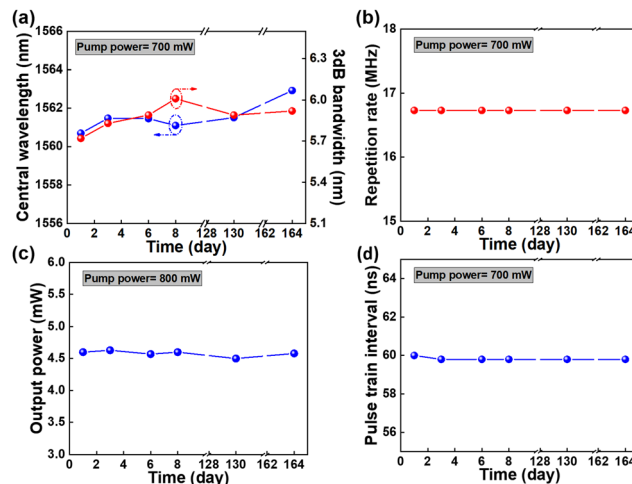 (a)
Pump power= 700 mW
Central wavelength (nm)
1566
1564
1562
1560
1558
1556
6.4
6.0
5.8
5.4
5.1
3dB bandwidth (nm)
0 2 4 6 8 128 130 162 164
Time (day)
(b)
Pump power= 700 mW
Repetition rate (MHz)
18
17
16
15
0 2 4 6 8 128 130 162 164
Time (day)
(c)
Pump power= 800 mW
Output power (mW)
6.0
5.5
5.0
4.5
4.0
3.5
3.0
0 2 4 6 8 128 130 162 164
Time (day)
(d)
Pump power= 700 mW
Pulse train interval (ns)
64
62
60
58
56
0 2 4 6 8 128 130 162 164
Time (day)